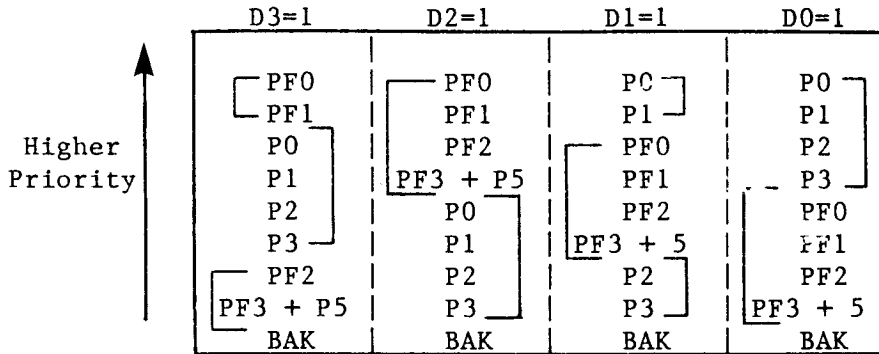 D3=1 D2=1 D1=1 D0=1
PF0 PF0 P0 P0
PF1 PF1 P1 P1
Higher P0 PF2 PF0 P2
Priority P1 PF3 + P5 PF1 P3
P2 P0 PF2 PF0
P3 P1 PF3 + 5 PF1
PF2 P2 P2 PF2
PF3 + P5 P3 P3 PF3 + 5
BAK BAK BAK BAK